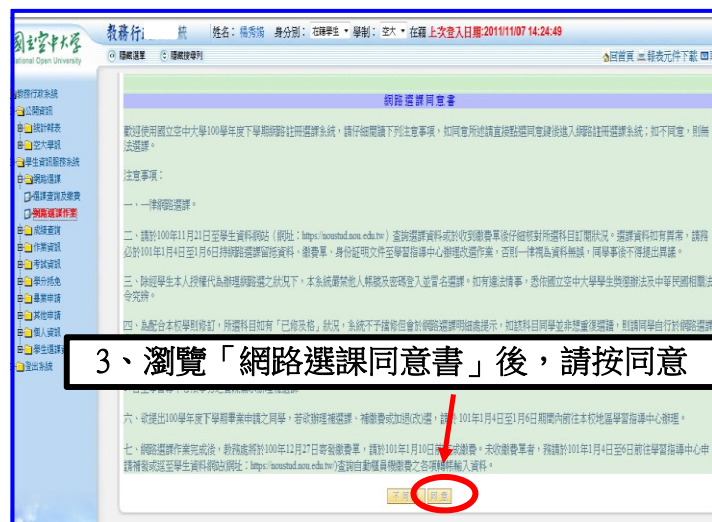 國立空中大學
National Open University
教務行政 統
姓名：楊秀娟 身分別：在籍學生 學制：空大 在籍 上次登入日期:2011/11/07 14:24:49
隱藏選單 隱藏搜尋列
回首頁 報表元件下載
教務行政系統
公開資訊
統計報表
空大學訊
學生資訊服務系統
網路選課
選課查詢及繳費
網路選課作業
成績查詢
作業資訊
考試資訊
學分抵免
畢業申請
其他申請
個人資訊
學生選課資
登出系統
網路選課同意書
歡迎使用國立空中大學100學年度下學期網路註冊選課系統，請仔細閱讀下列注意事項，如同意所述請直接點選同意鍵後進入網路註冊選課系統；如不同意，則無
法選課。
注意事項：
一、一律網路選課。
二、請於100年11月21日至學生資料網站（網址：https://noustud.nou.edu.tw）查詢選課資料或於收到繳費單後仔細核對所選科目訂購狀況。選課資料如有異常，請務
必於101年1月4日至1月6日持網路選課留抵資料、繳費單、身份証明文件至學習指導中心辦理改選作業，否則一律視為資料無誤，同學事後不得提出異議。
三、除經學生本人授權代為辦理網路選之狀況下，本系統嚴禁他人帳號及密碼登入並冒名選課。如有違法情事，悉依國立空中大學學生獎懲辦法及中華民國相關法
令究辦。
四、為配合本校學則修訂，所選科目如有「已修及格」狀況，系統不予擋修但會於網路選課明細處提示，如該科目同學並非想重復選讀，則請同學自行於網路選課
3、瀏覽「網路選課同意書」後，請按同意
六、欲提出100學年度下學期畢業申請之同學，若欲辦理補選課、補繳費或加退(改)選，請於 101年1月4日至1月6日期間內前往本校地區學習指導中心辦理。
七、網路選課作業完成後，教務處將於100年12月27日寄發繳費單，請於101年1月10日前完成繳費。未收繳費單者，務請於101年1月4日至6日前往學習指導中心申
請補發或逕至學生資料網站(網址：https://noustud.nou.edu.tw/)查詢自動櫃員機繳費之各項轉帳輸入資料。
不同 同意